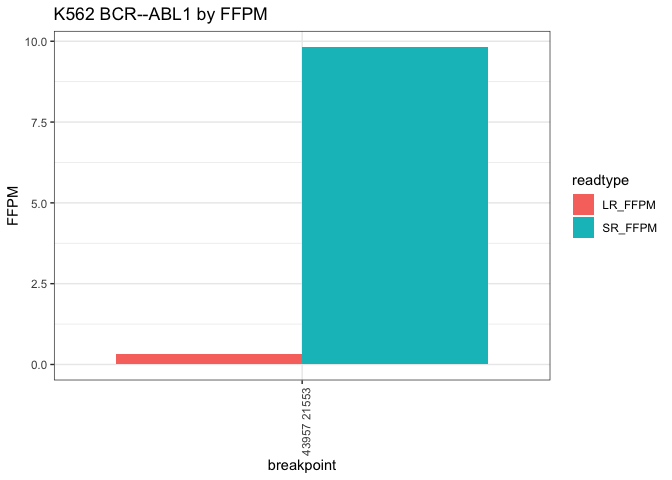 K562 BCR--ABL1 by FFPM
10.0
7.5
5.0
2.5
0.0
FFPM
43957 21553
breakpoint
readtype
LR_FFPM
SR_FFPM